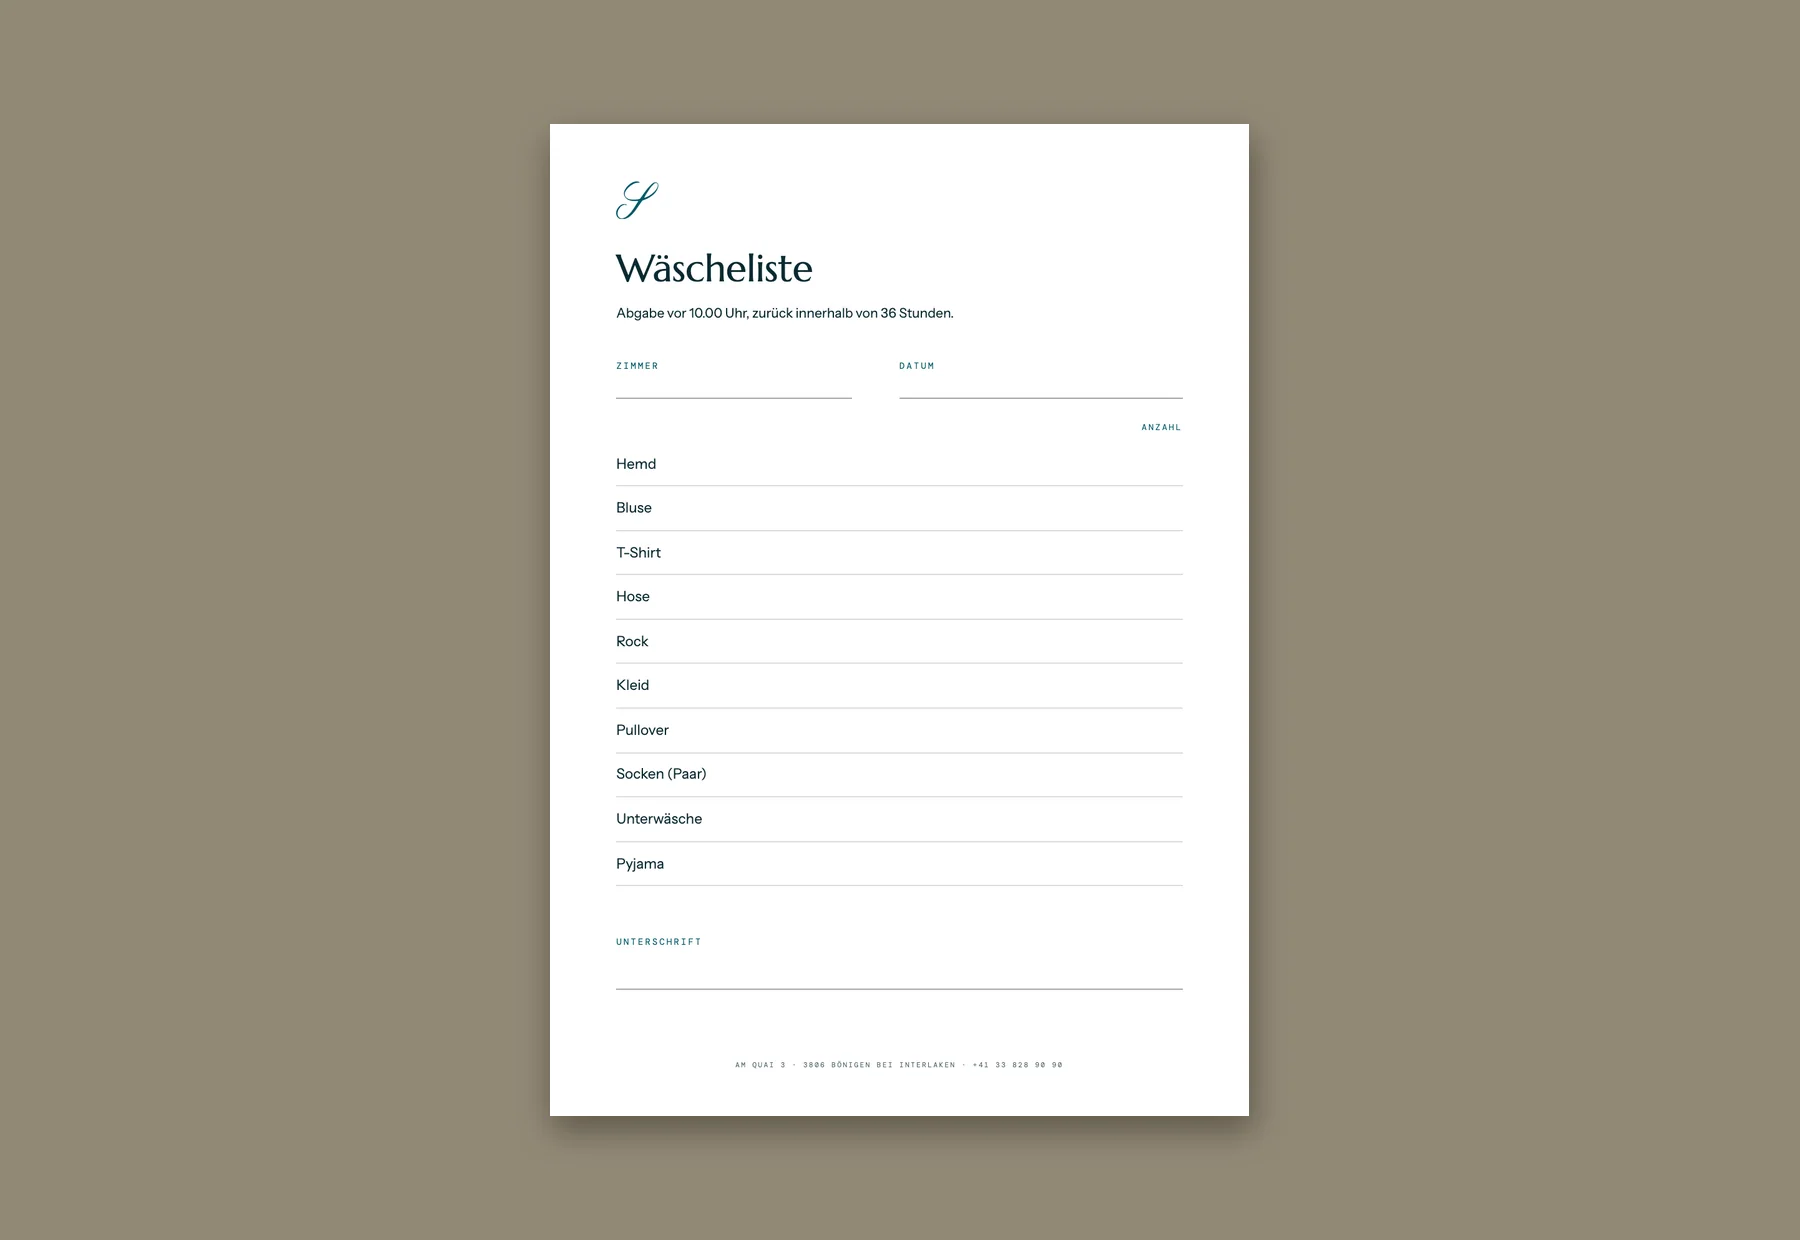 S
Wäscheliste
Abgabe vor 10.00 Uhr, zurück innerhalb von 36 Stunden.
ZIMMER DATUM
ANZAHL
Hemd
Bluse
T-Shirt
Hose
Rock
Kleid
Pullover
Socken (Paar)
Unterwäsche
Pyjama
UNTERSCHRIFT
AM QUAI 3 · 3806 BÖNIGEN BEI INTERLAKEN · +41 33 828 90 90